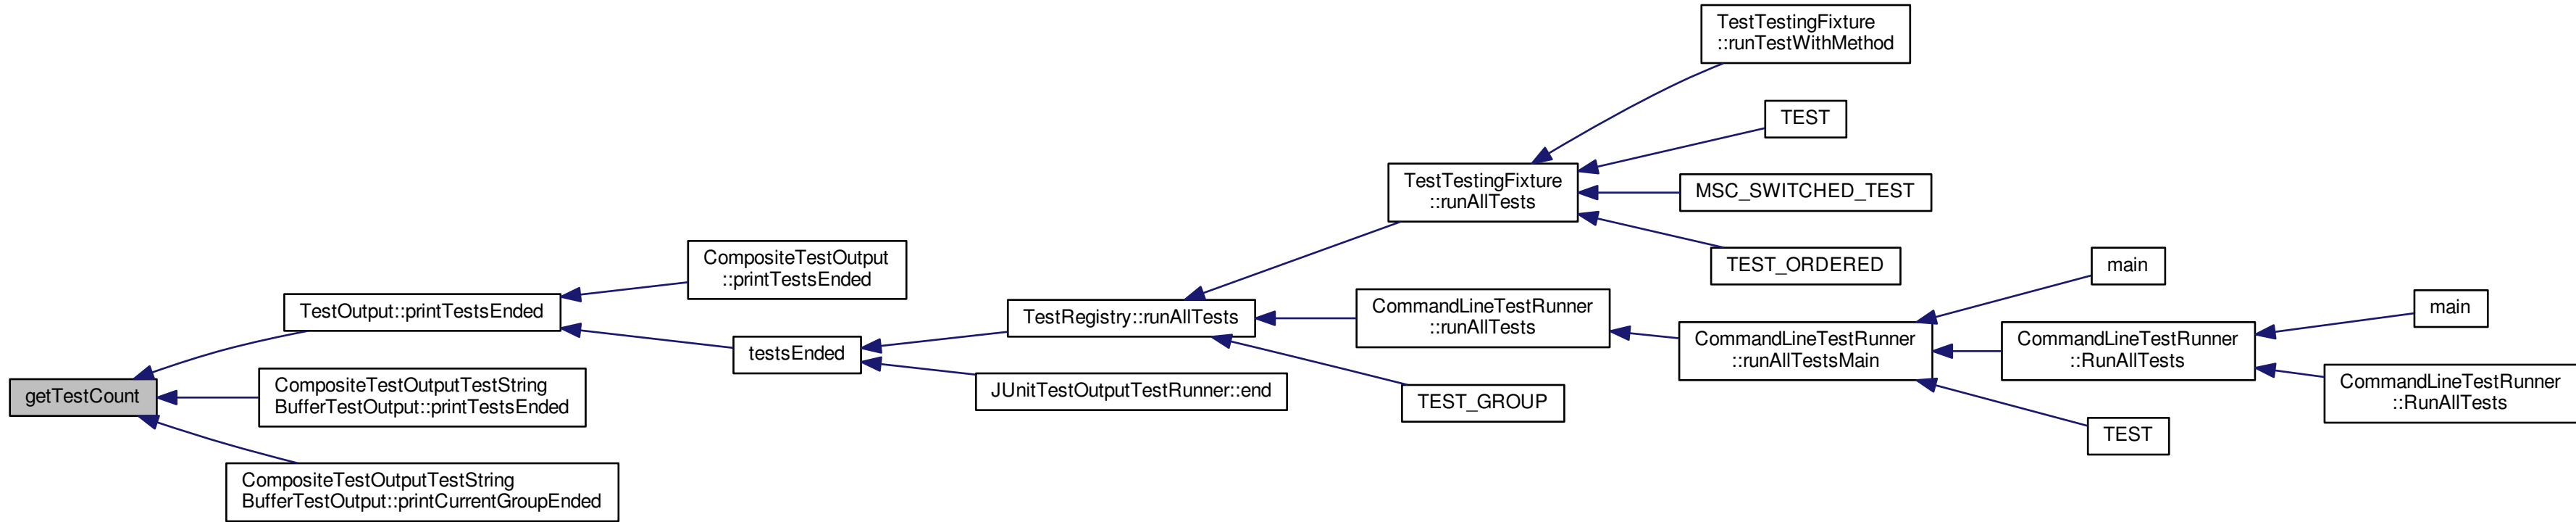 getTestCount
TestOutput::printTestsEnded
CompositeTestOutput
::printTestsEnded
testsEnded
TestRegistry::runAllTests
TestTestingFixture
::runAllTests
TestTestingFixture
::runTestWithMethod
TEST
MSC_SWITCHED_TEST
TEST_ORDERED
CommandLineTestRunner
::runAllTests
CommandLineTestRunner
::runAllTestsMain
main
CommandLineTestRunner
::RunAllTests
main
CommandLineTestRunner
::RunAllTests
TEST
TEST_GROUP
JUnitTestOutputTestRunner::end
CompositeTestOutputTestString
BufferTestOutput::printTestsEnded
CompositeTestOutputTestString
BufferTestOutput::printCurrentGroupEnded